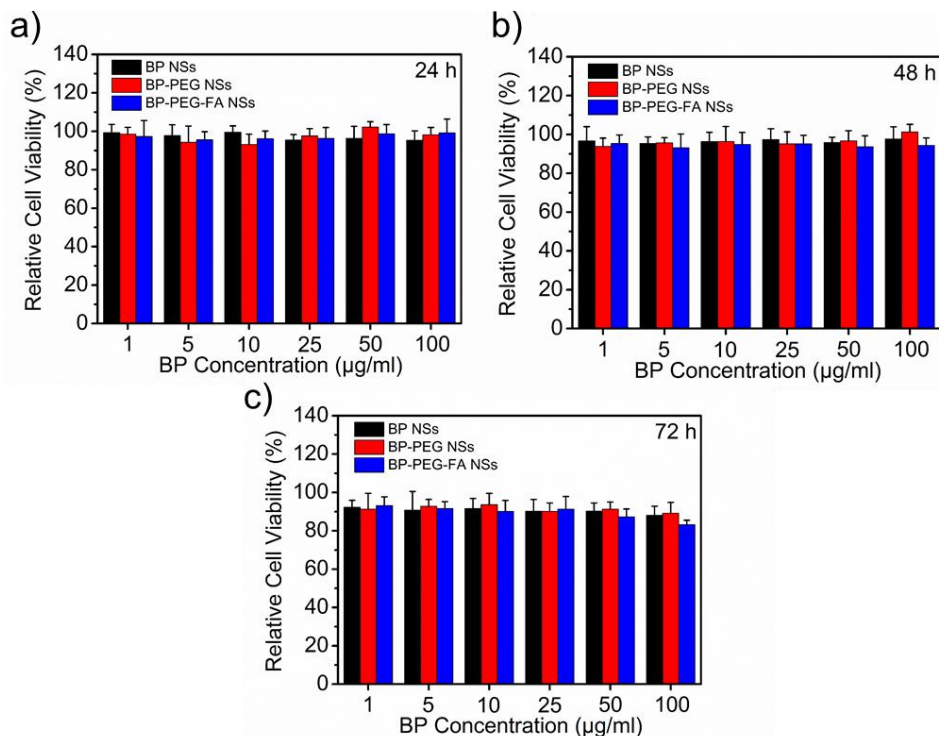 a)
24 h
BP NSs
BP-PEG NSs
BP-PEG-FA NSs
Relative Cell Viability (%)
140
120
100
80
60
40
20
0
1 5 10 25 50 100
BP Concentration (µg/ml)
b)
48 h
BP NSs
BP-PEG NSs
BP-PEG-FA NSs
Relative Cell Viability (%)
140
120
100
80
60
40
20
0
1 5 10 25 50 100
BP Concentration (µg/ml)
c)
72 h
BP NSs
BP-PEG NSs
BP-PEG-FA NSs
Relative Cell Viability (%)
140
120
100
80
60
40
20
0
1 5 10 25 50 100
BP Concentration (µg/ml)